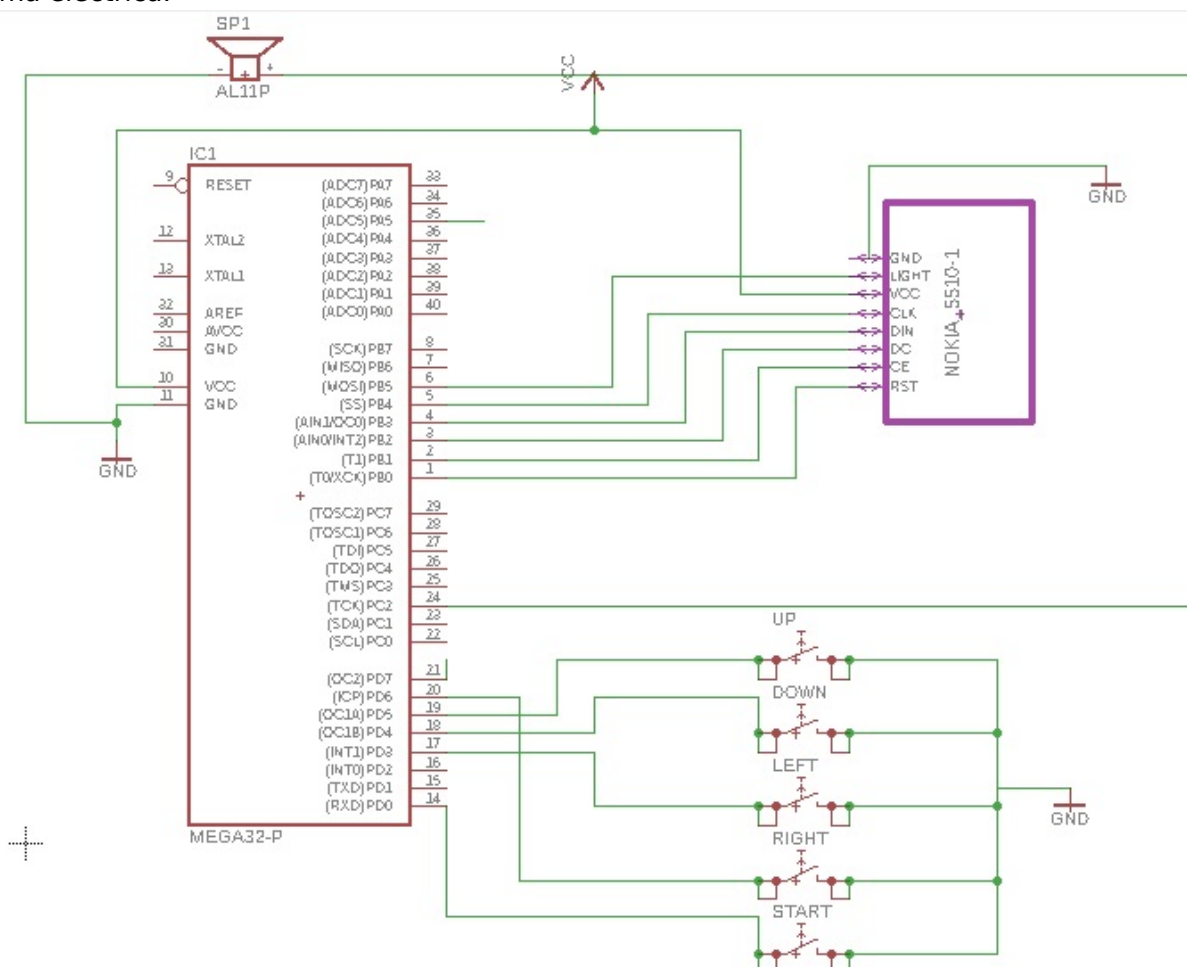 SP1
- + +
AL11P
VCC
IC1
9 RESET
12 XTAL2
13 XTAL1
32 AREF
30 AVCC
31 GND
10 VCC
11 GND
GND
(ADC7)PA7 33
(ADC6)PA6 34
(ADC5)PA5 35
(ADC4)PA4 36
(ADC3)PA3 37
(ADC2)PA2 38
(ADC1)PA1 39
(ADC0)PA0 40
(SCK)PB7 8
(MISO)PB6 7
(MOSI)PB5 6
(SS)PB4 5
(AIN1/OC0)PB3 4
(AIN0/INT2)PB2 3
(T1)PB1 2
(T0/XCK)PB0 1
(TOSC2)PC7 29
(TOSC1)PC6 28
(TDI)PC5 27
(TDO)PC4 26
(TMS)PC3 25
(TCK)PC2 24
(SDA)PC1 23
(SCL)PC0 22
(OC2)PD7 21
(ICP)PD6 20
(OC1A)PD5 19
(OC1B)PD4 18
(INT1)PD3 17
(INT0)PD2 16
(TXD)PD1 15
(RXD)PD0 14
MEGA32-P
GND
GND
LIGHT
VCC
CLK
DIN
DC
CE
RST
NOKIA_5510-1
UP
DOWN
LEFT
RIGHT
START
GND